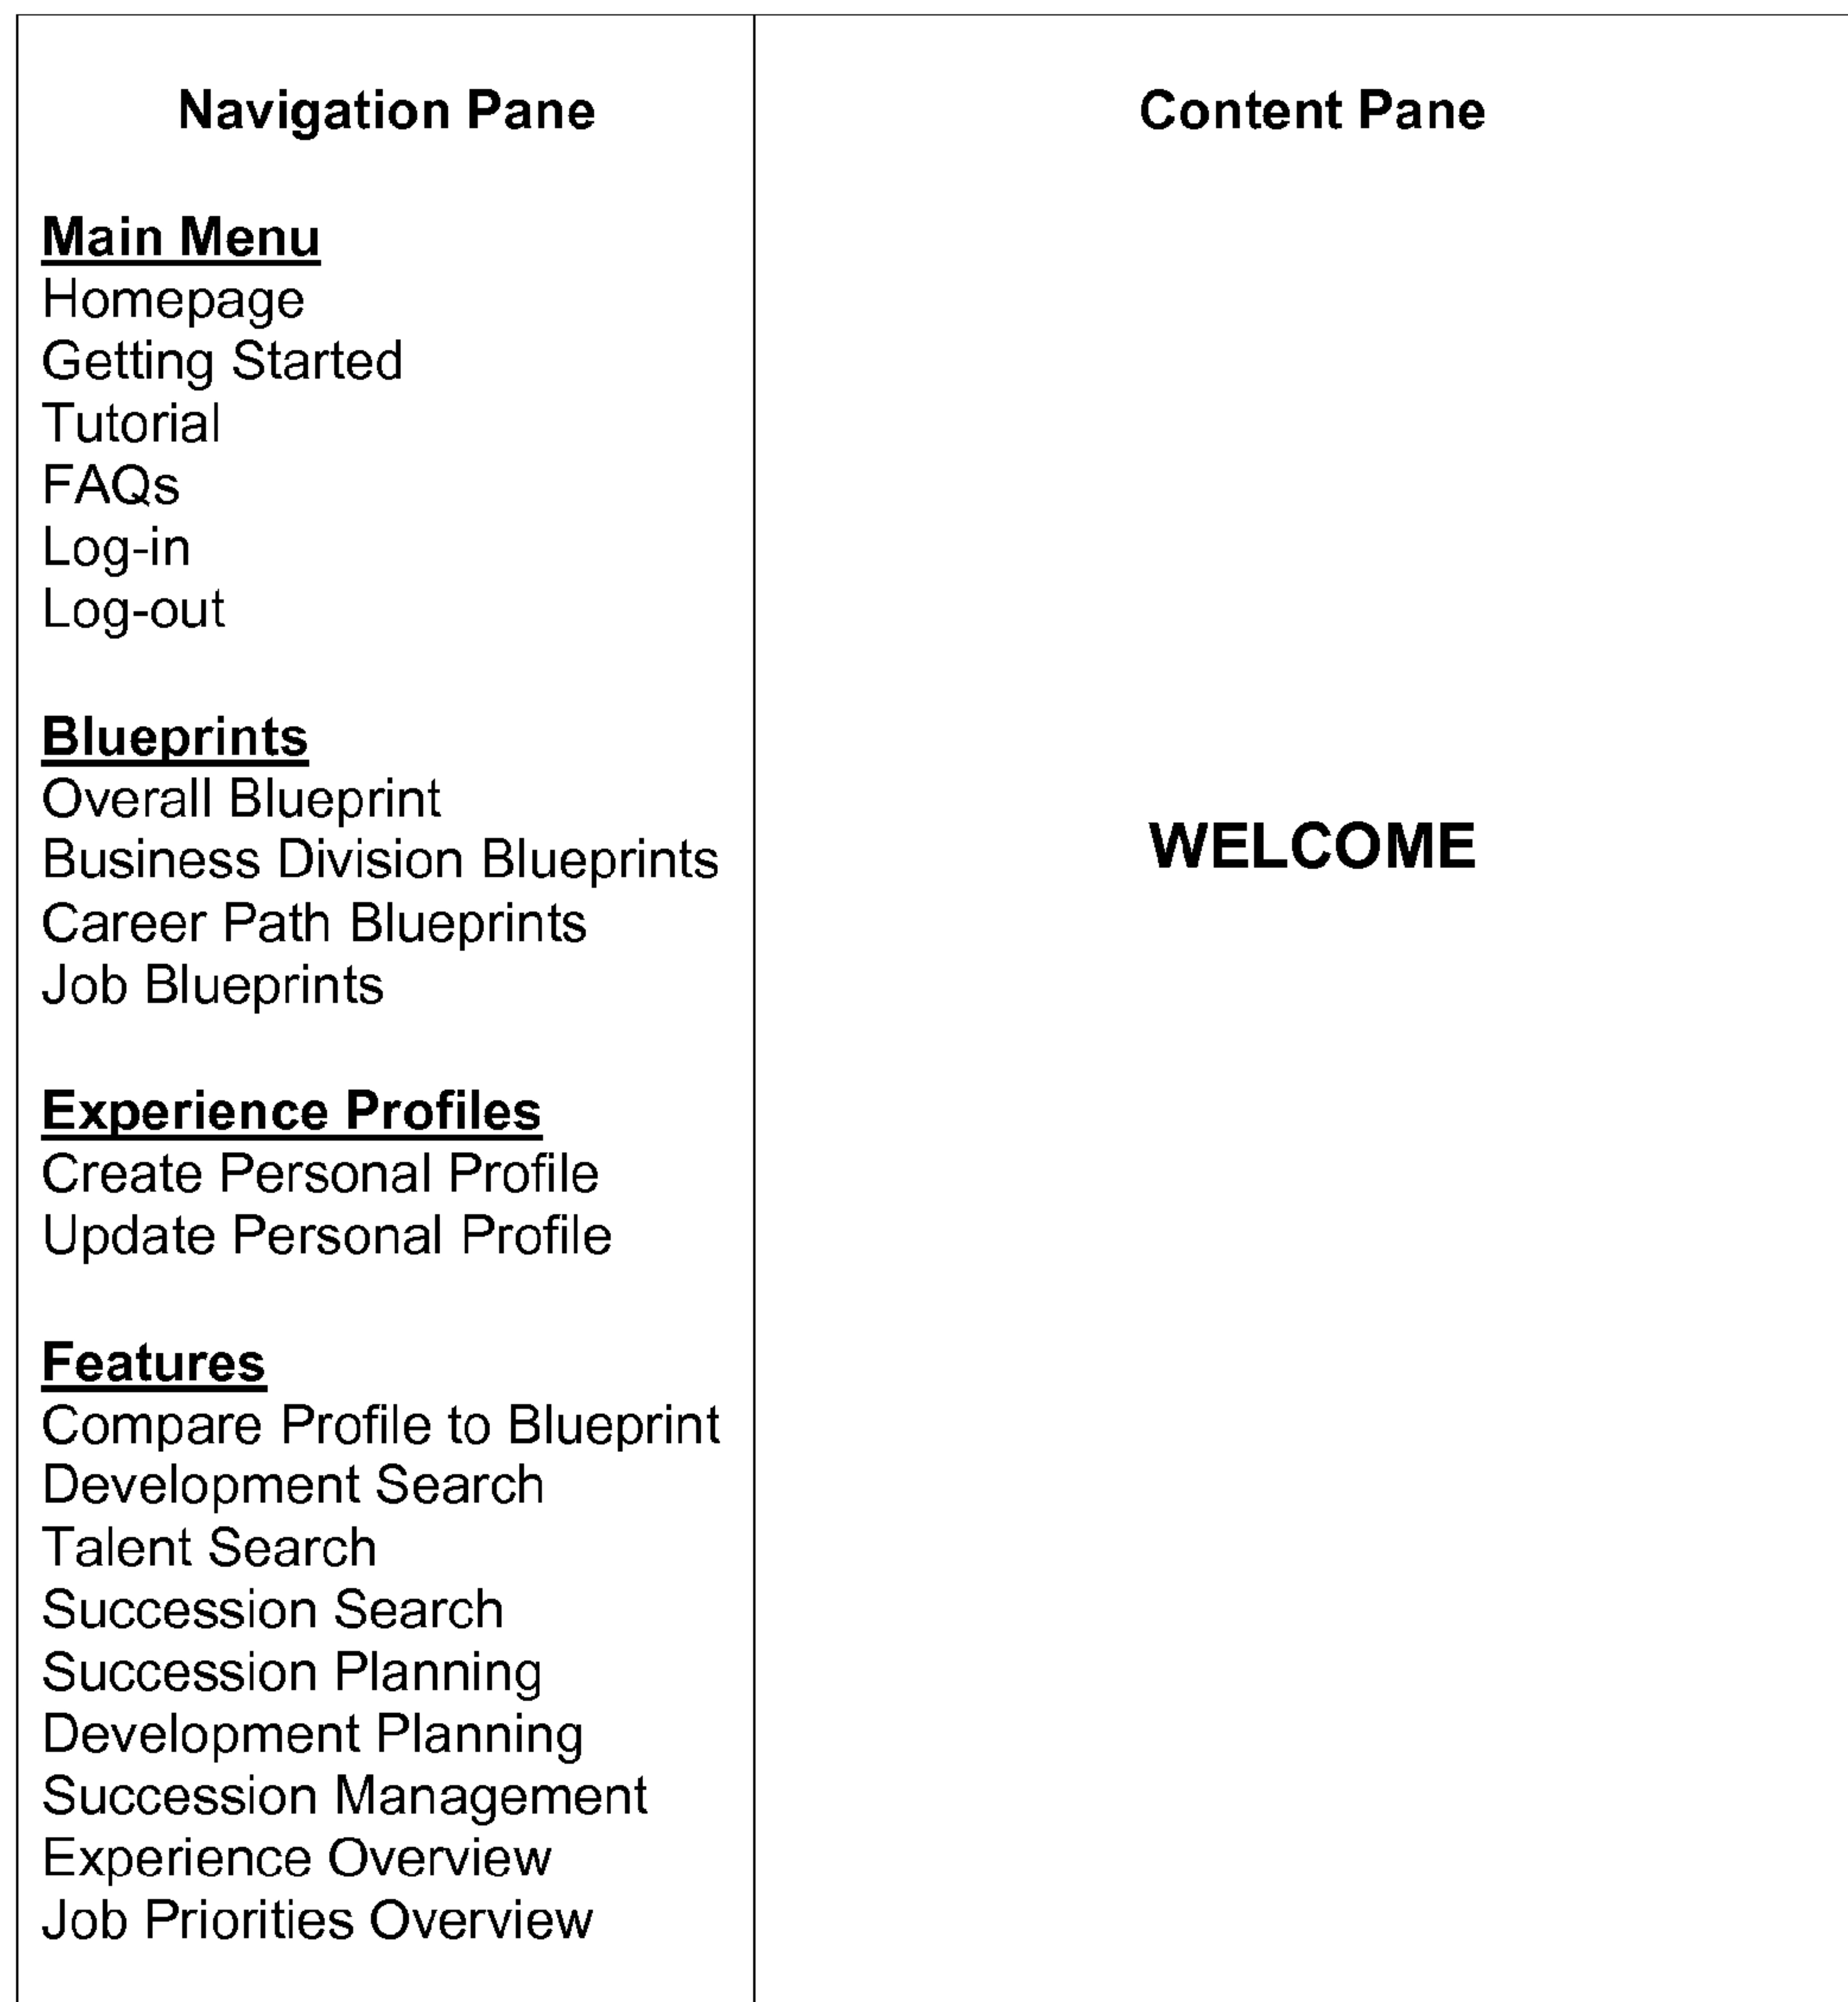 Navigation Pane
Main Menu
Homepage
Getting Started
Tutorial
FAQs
Log-in
Log-out
Blueprints
Overall Blueprint
Business Division Blueprints
Career Path Blueprints
Job Blueprints
Experience Profiles
Create Personal Profile
Update Personal Profile
Features
Compare Profile to Blueprint
Development Search
Talent Search
Succession Search
Succession Planning
Development Planning
Succession Management
Experience Overview
Job Priorities Overview
Content Pane
WELCOME